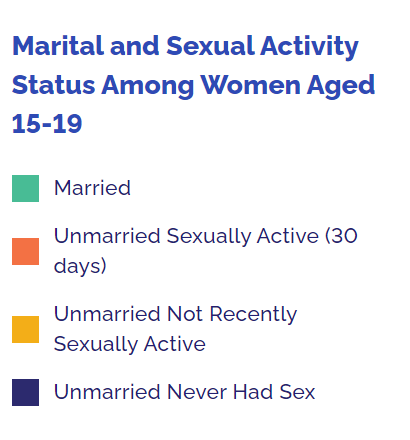 Marital and Sexual Activity
Status Among Women Aged
15-19
Married
Unmarried Sexually Active (30
days)
Unmarried Not Recently
Sexually Active
Unmarried Never Had Sex